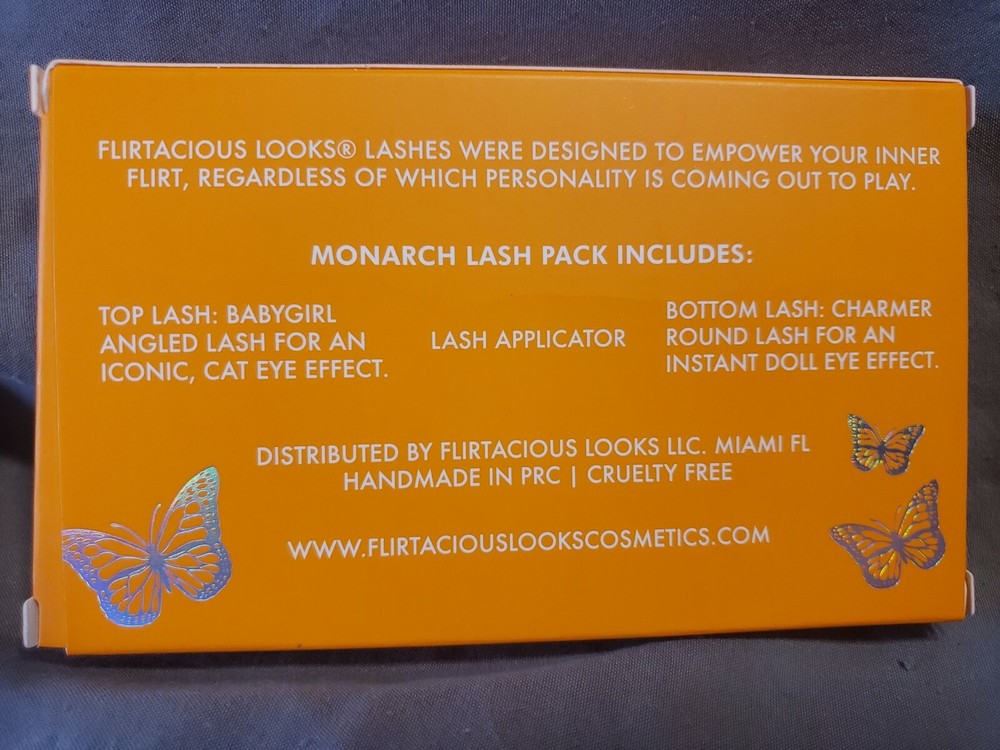 FLIRTACIOUS LOOKS® LASHES WERE DESIGNED TO EMPOWER YOUR INNER
FLIRT, REGARDLESS OF WHICH PERSONALITY IS COMING OUT TO PLAY.
MONARCH LASH PACK INCLUDES:
TOP LASH: BABYGIRL
ANGLED LASH FOR AN
ICONIC, CAT EYE EFFECT.
LASH APPLICATOR
BOTTOM LASH: CHARMER
ROUND LASH FOR AN
INSTANT DOLL EYE EFFECT.
DISTRIBUTED BY FLIRTACIOUS LOOKS LLC. MIAMI FL
HANDMADE IN PRC | CRUELTY FREE
WWW.FLIRTACIOUSLOOKSCOSMETICS.COM